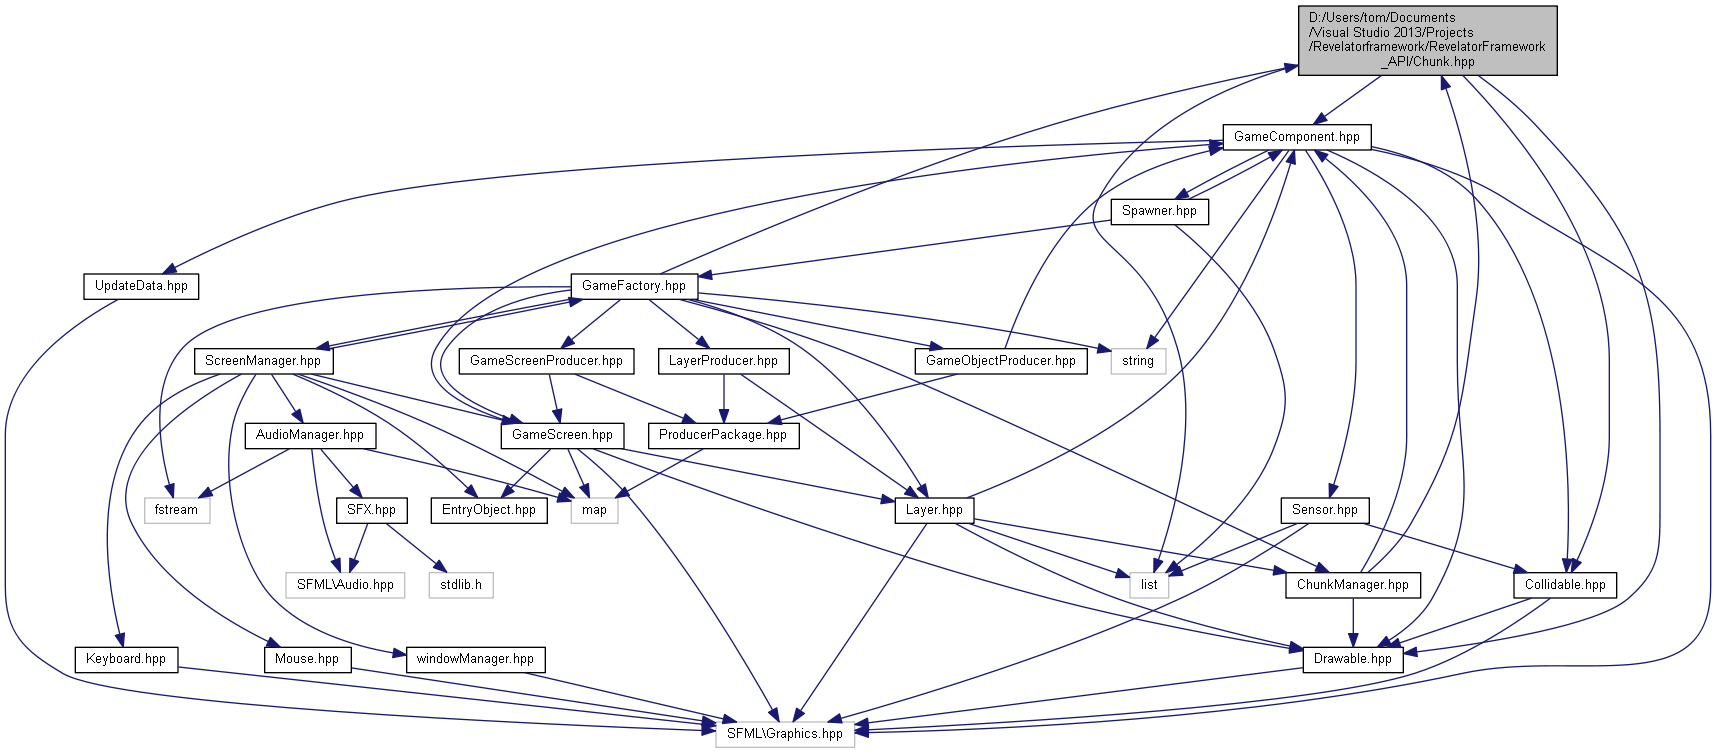 D:/Users/tom/Documents
/Visual Studio 2013/Projects
/Revelatorframework/RevelatorFramework
_API/Chunk.hpp
GameComponent.hpp
Spawner.hpp
UpdateData.hpp
GameFactory.hpp
ScreenManager.hpp
GameScreenProducer.hpp
LayerProducer.hpp
GameObjectProducer.hpp
string
AudioManager.hpp
GameScreen.hpp
ProducerPackage.hpp
fstream
SFX.hpp
EntryObject.hpp
map
Layer.hpp
Sensor.hpp
SFML\Audio.hpp
stdlib.h
list
ChunkManager.hpp
Collidable.hpp
Keyboard.hpp
Mouse.hpp
windowManager.hpp
Drawable.hpp
SFML\Graphics.hpp